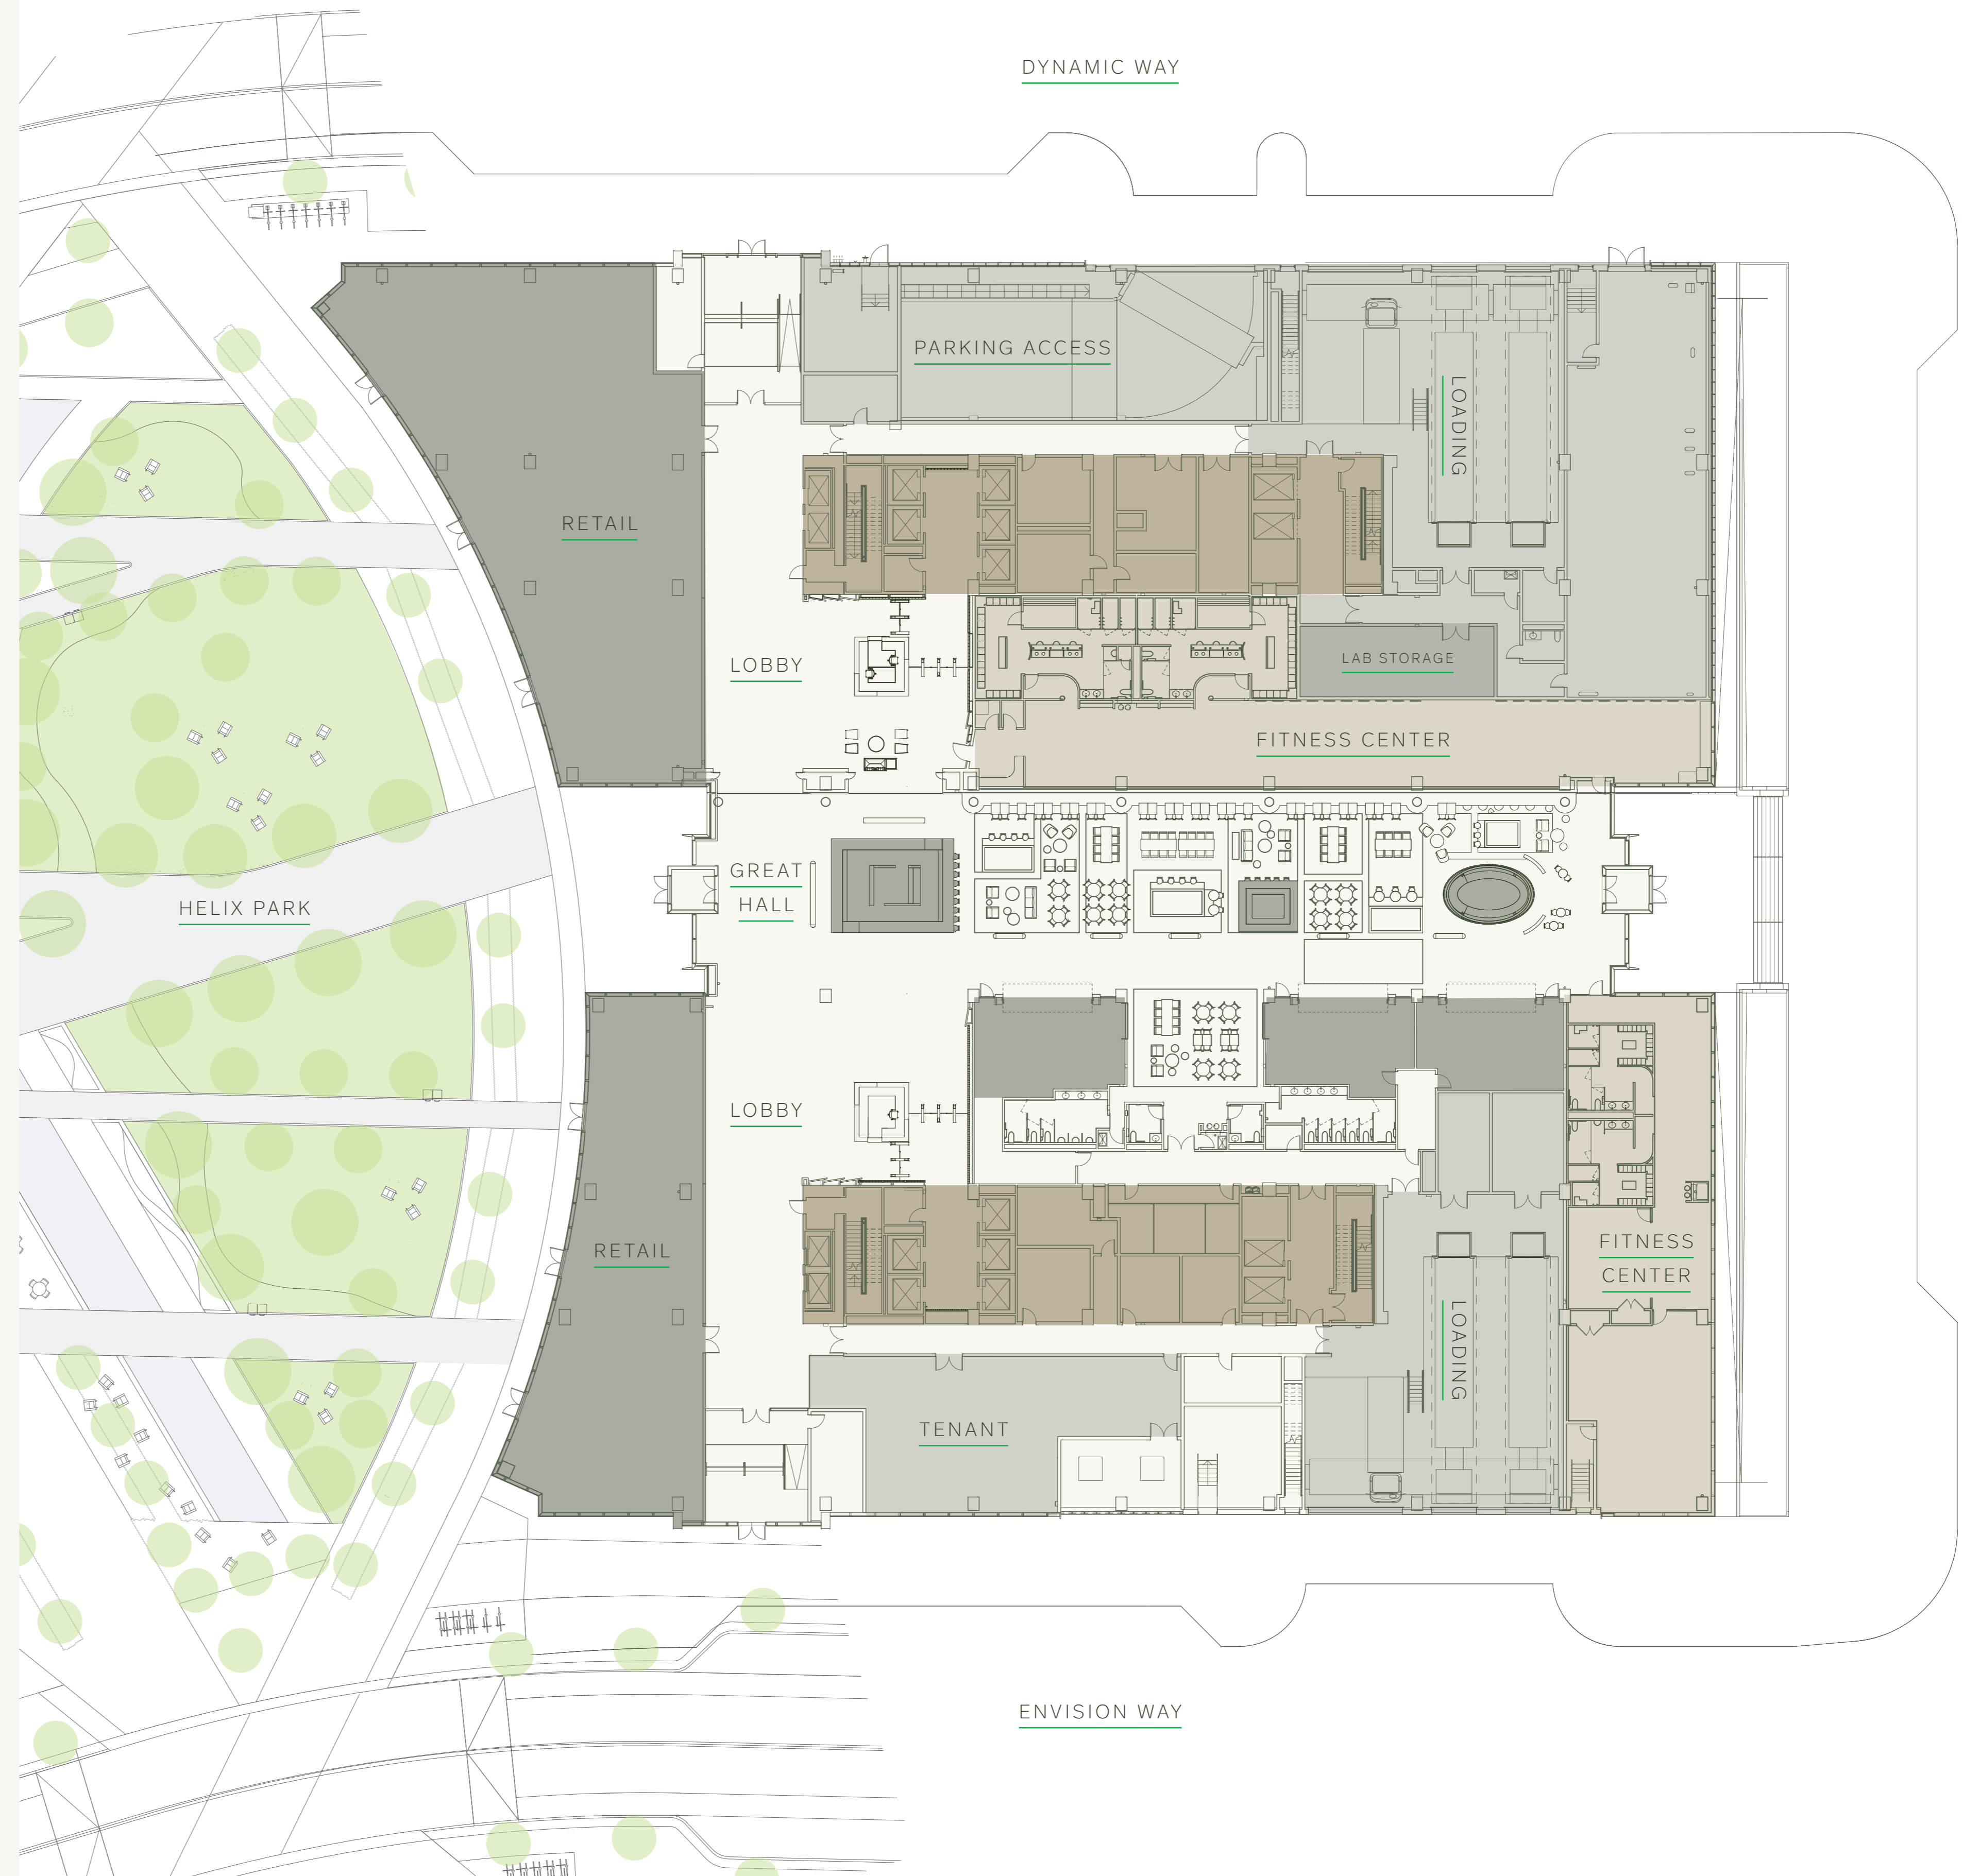 DYNAMIC WAY
PARKING ACCESS
LOADING
RETAIL
LOBBY
LAB STORAGE
FITNESS CENTER
GREAT
HALL
HELIX PARK
LOBBY
RETAIL
FITNESS
CENTER
LOADING
TENANT
ENVISION WAY